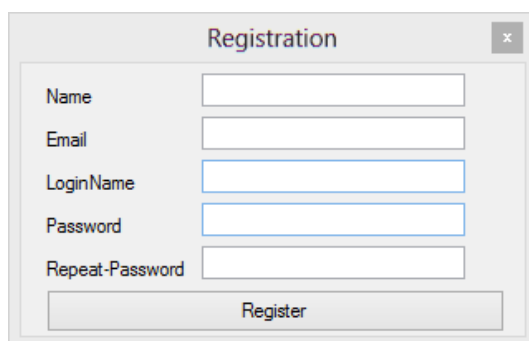 Registration
x
Name
Email
LoginName
Password
Repeat-Password
Register